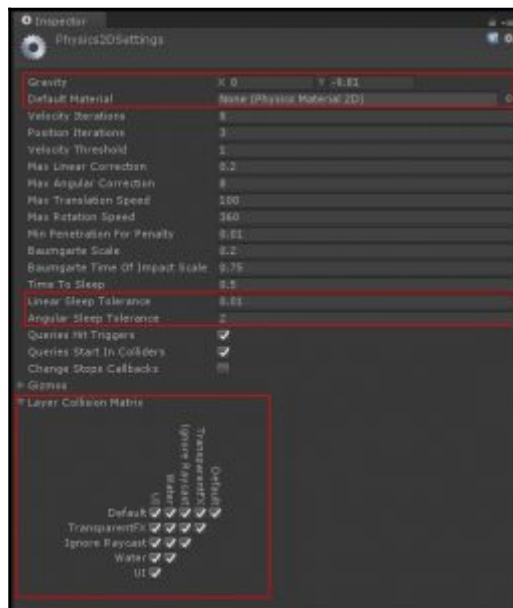 Inspector
Physics2DSettings
Gravity X 0 Y -9.81
Default Material None (Physics Material 2D)
Velocity Iterations 8
Position Iterations 3
Velocity Threshold 1
Max Linear Correction 0.2
Max Angular Correction 8
Max Translation Speed 100
Max Rotation Speed 360
Min Penetration For Penalty 0.01
Baumgarte Scale 0.2
Baumgarte Time Of Impact Scale 0.75
Time To Sleep 0.5
Linear Sleep Tolerance 0.01
Angular Sleep Tolerance 2
Queries Hit Triggers
Queries Start In Colliders
Change Stops Callbacks
Gizmos
Layer Collision Matrix
Default
TransparentFX
Ignore Raycast
Water
UI
Default
TransparentFX
Ignore Raycast
Water
UI